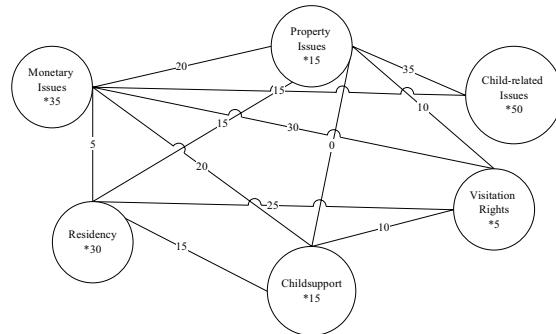 Property
Issues
*15
Monetary
Issues
*35
Child-related
Issues
*50
20
35
15
10
15
30
0
5
20
25
Visitation
Rights
*5
Residency
*30
10
15
Childsupport
*15